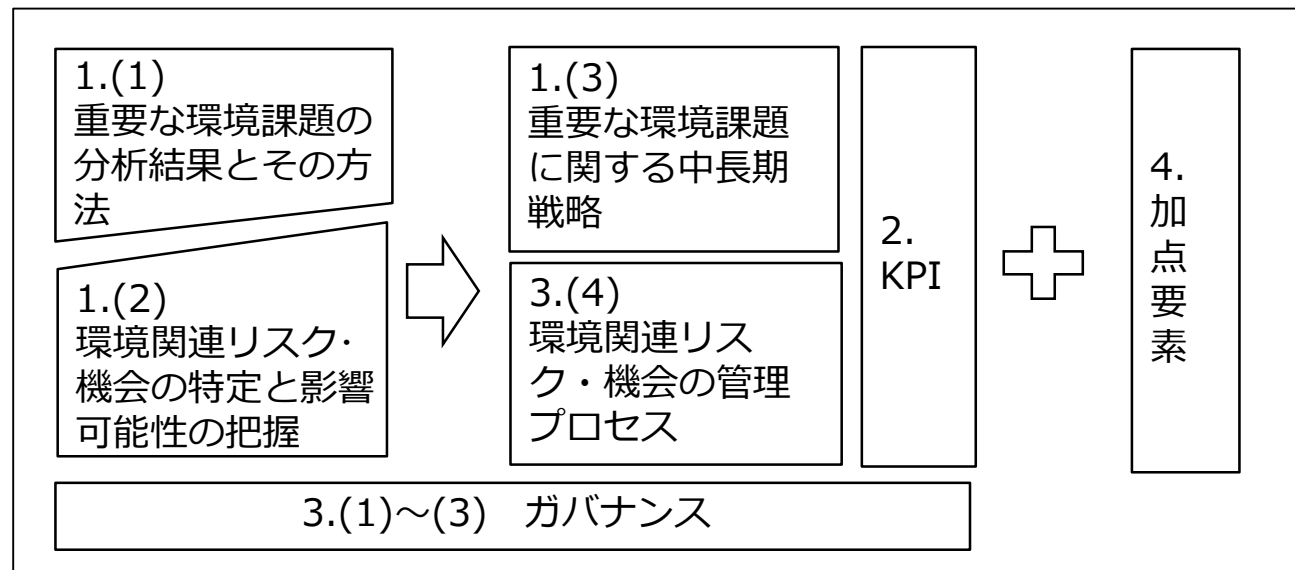 1.(1)
重要な環境課題の
分析結果とその方
法
1.(2)
環境関連リスク・
機会の特定と影響
可能性の把握
1.(3)
重要な環境課題
に関する中長期
戦略
3.(4)
環境関連リス
ク・機会の管理
プロセス
2.
KPI
4.
加
点
要
素
3.(1)～(3)　ガバナンス